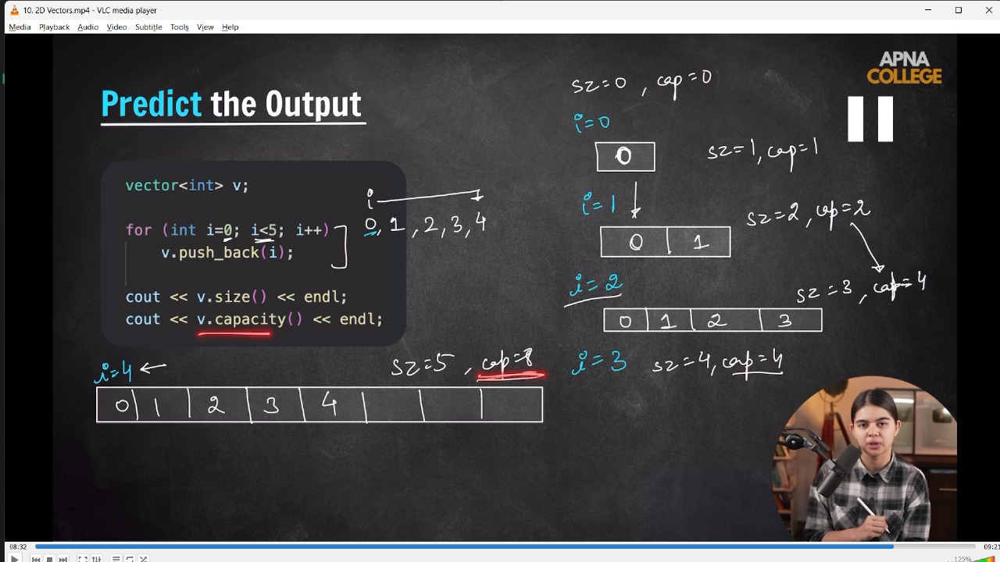 10. 2D Vectors.mp4 - VLC media player
Media Playback Audio Video Subtitle Tools View Help
APNA
COLLEGE
Predict the Output
vector<int> v;
for (int i=0; i<5; i++)
v.push_back(i);
cout << v.size() << endl;
cout << v.capacity() << endl;
i
0, 1, 2, 3, 4
sz=0, cap=0
i=0
0
sz=1, cap=1
i=1
sz=2, cap=2
0 1
i=2
sz=3, cap=4
0 1 2 3
i=3 sz=4, cap=4
i=4
sz=5, cap=8
0 1 2 3 4
08:32
09:21
125%